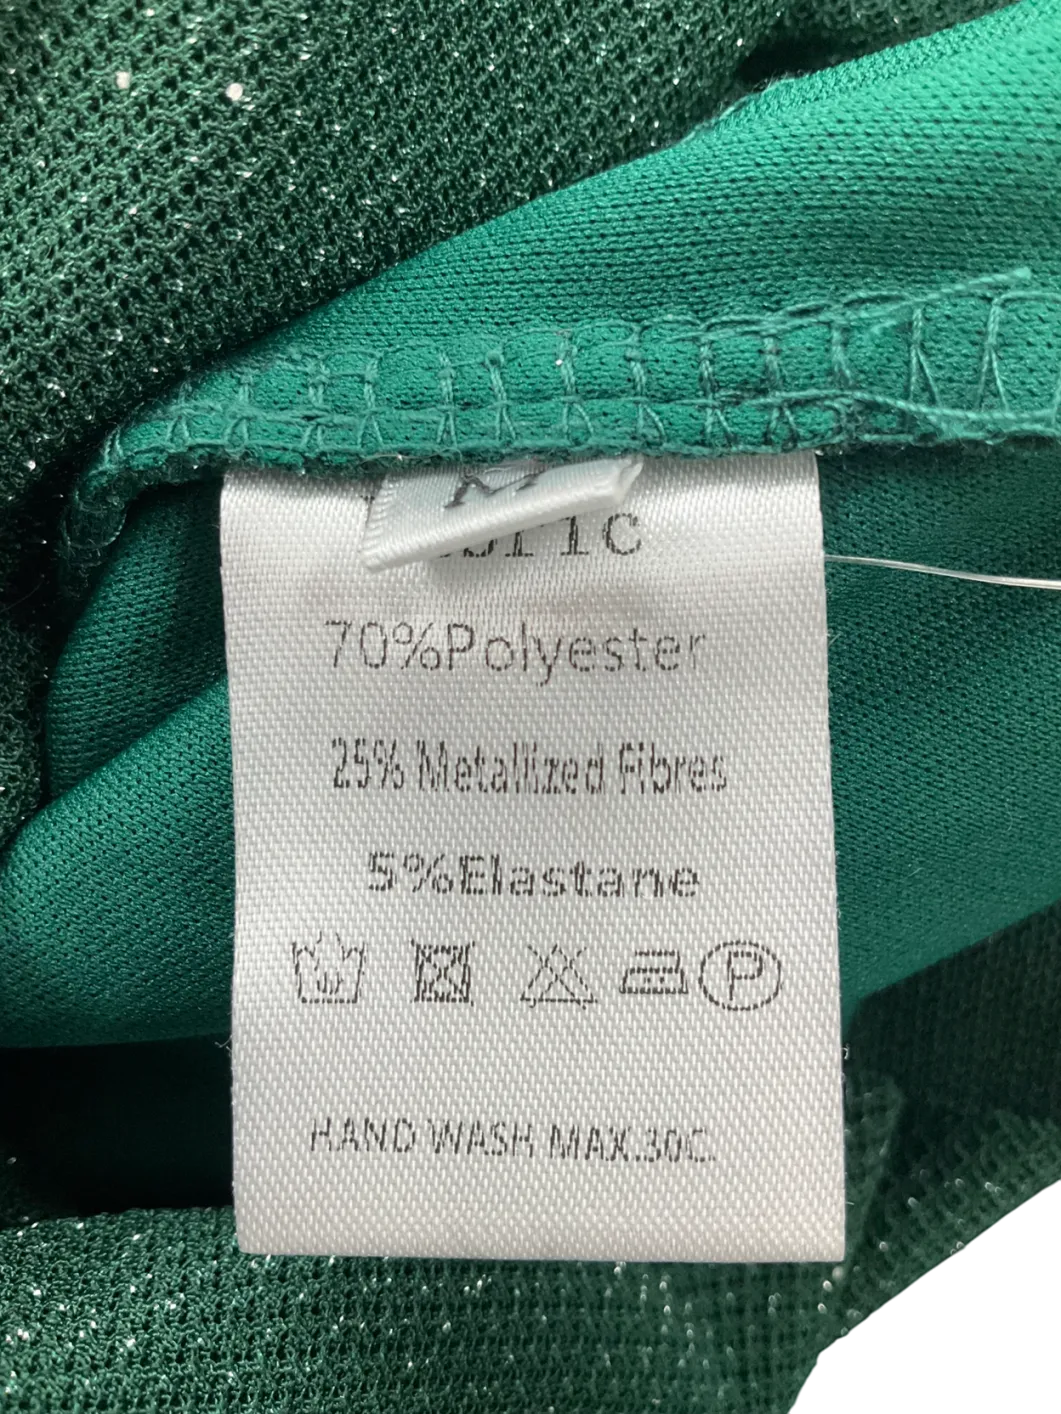 M
70%Polyester
25% Metallized Fibres
5%Elastane
P
HAND WASH MAX.30C.